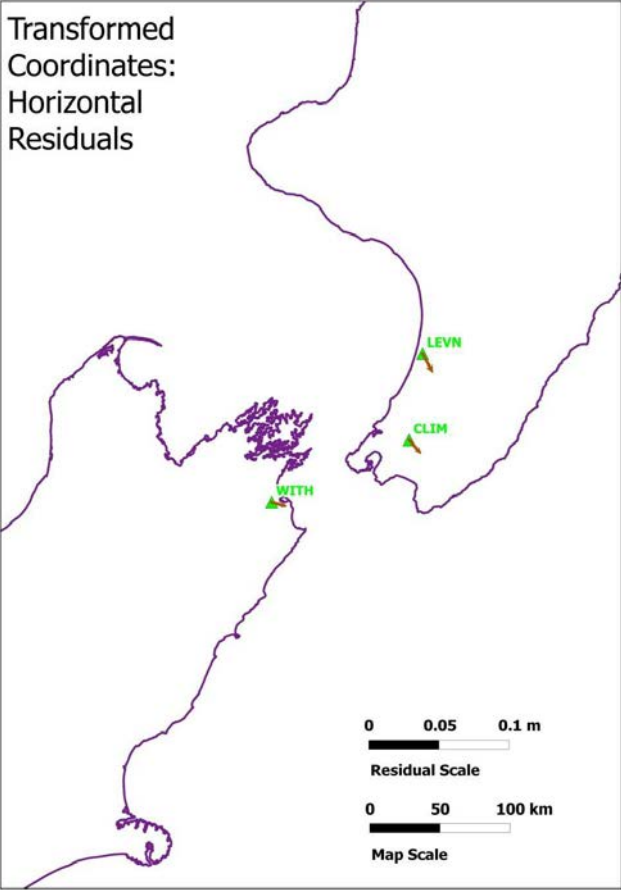 Transformed
Coordinates:
Horizontal
Residuals
LEVN
CLIM
WITH
0 0.05 0.1 m
Residual Scale
0 50 100 km
Map Scale